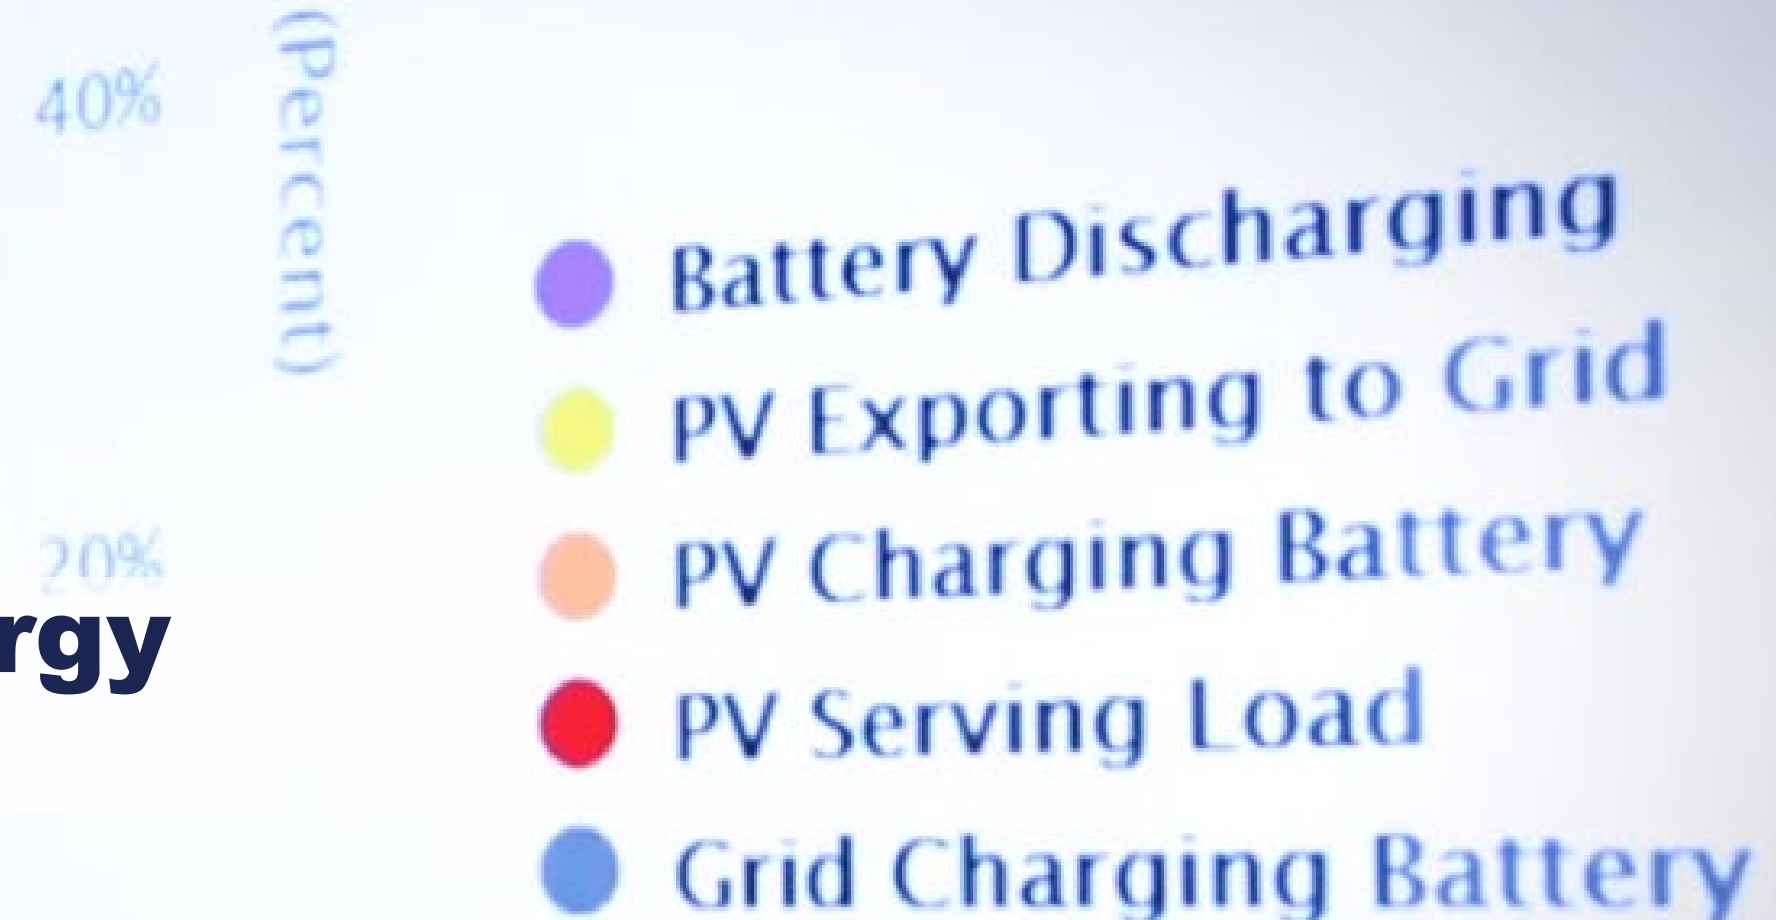 40%
(Percent)
Battery Discharging
PV Exporting to Grid
PV Charging Battery
20%
rgy
PV Serving Load
Grid Charging Battery